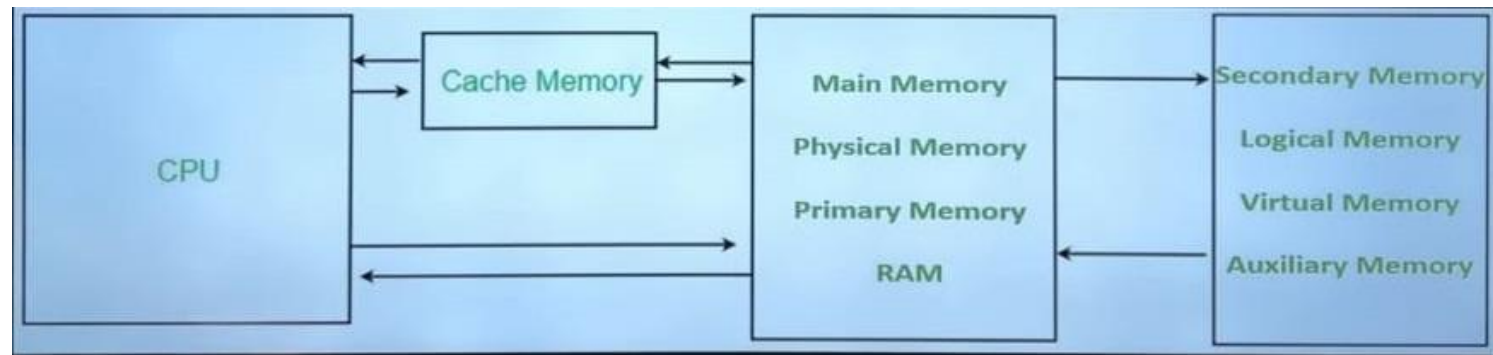 CPU
Cache Memory
Main Memory
Physical Memory
Primary Memory
RAM
Secondary Memory
Logical Memory
Virtual Memory
Auxiliary Memory